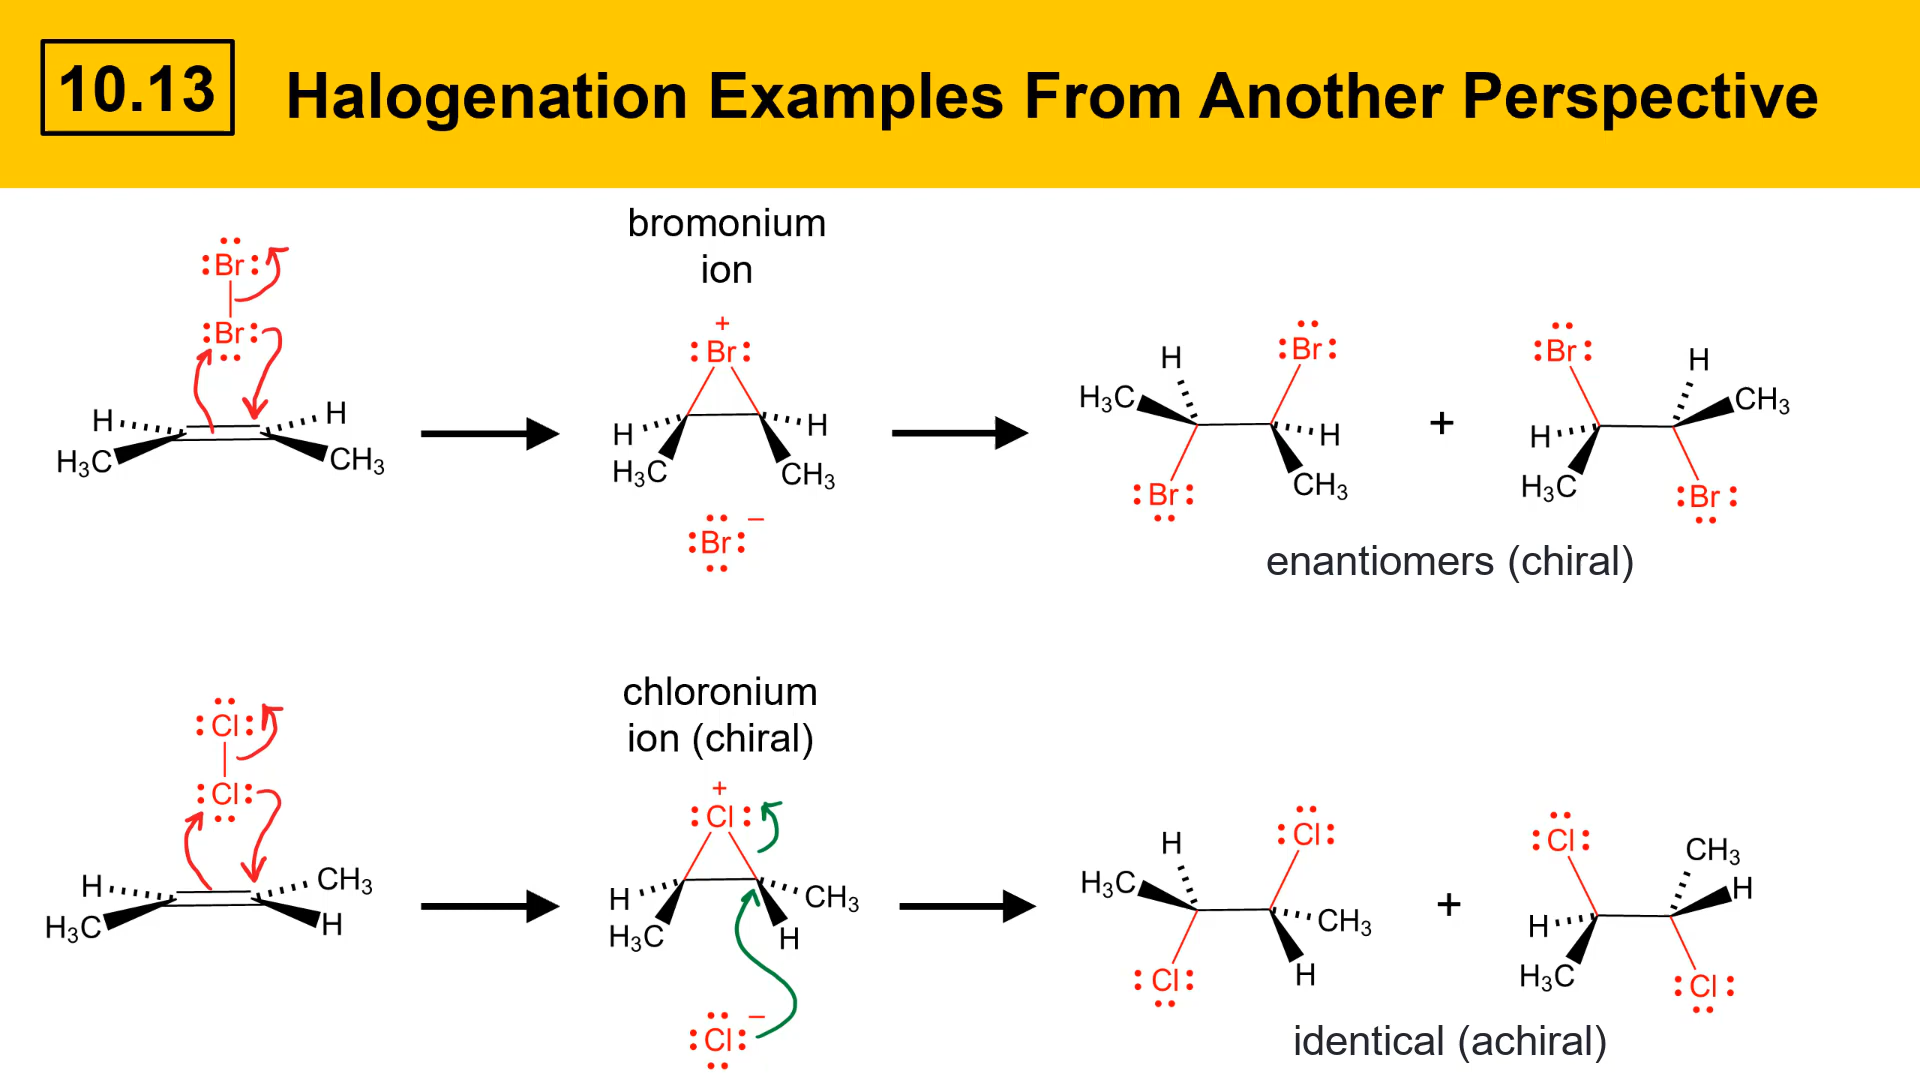 10.13
Halogenation Examples From Another Perspective
bromonium
ion
:Br:
:Br:
H
H
H₃C
CH₃
+
:Br:
H
H
H₃C
CH₃
:Br: –
H
:Br:
H₃C
H
:Br:
CH₃
+
:Br:
H
CH₃
H
H₃C
:Br:
enantiomers (chiral)
chloronium
ion (chiral)
:Cl:
:Cl:
H
CH₃
H₃C
H
+
:Cl:
H
CH₃
H₃C
H
:Cl: –
H
:Cl:
H₃C
CH₃
:Cl:
H
+
:Cl:
CH₃
H
H
H₃C
:Cl:
identical (achiral)